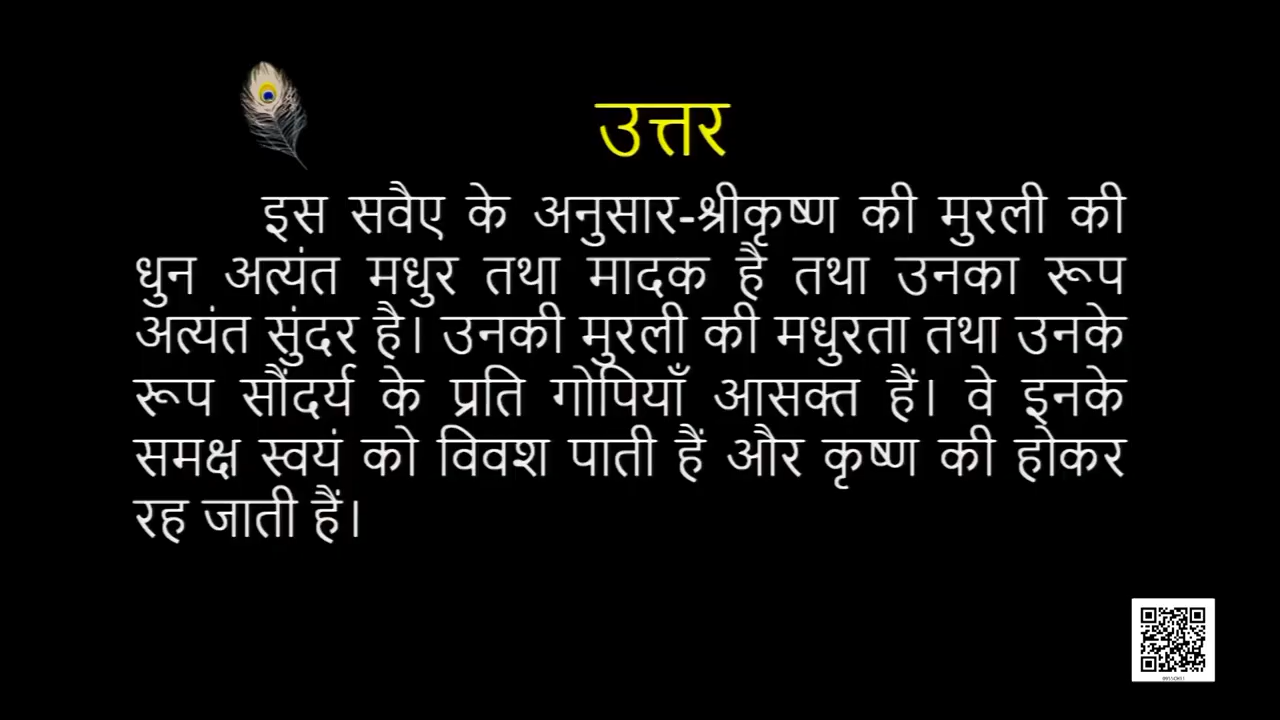 उत्तर
इस सवैए के अनुसार-श्रीकृष्ण की मुरली की
धुन अत्यंत मधुर तथा मादक है तथा उनका रूप
अत्यंत सुंदर है। उनकी मुरली की मधुरता तथा उनके
रूप सौंदर्य के प्रति गोपियाँ आसक्त हैं। वे इनके
समक्ष स्वयं को विवश पाती हैं और कृष्ण की होकर
रह जाती हैं।